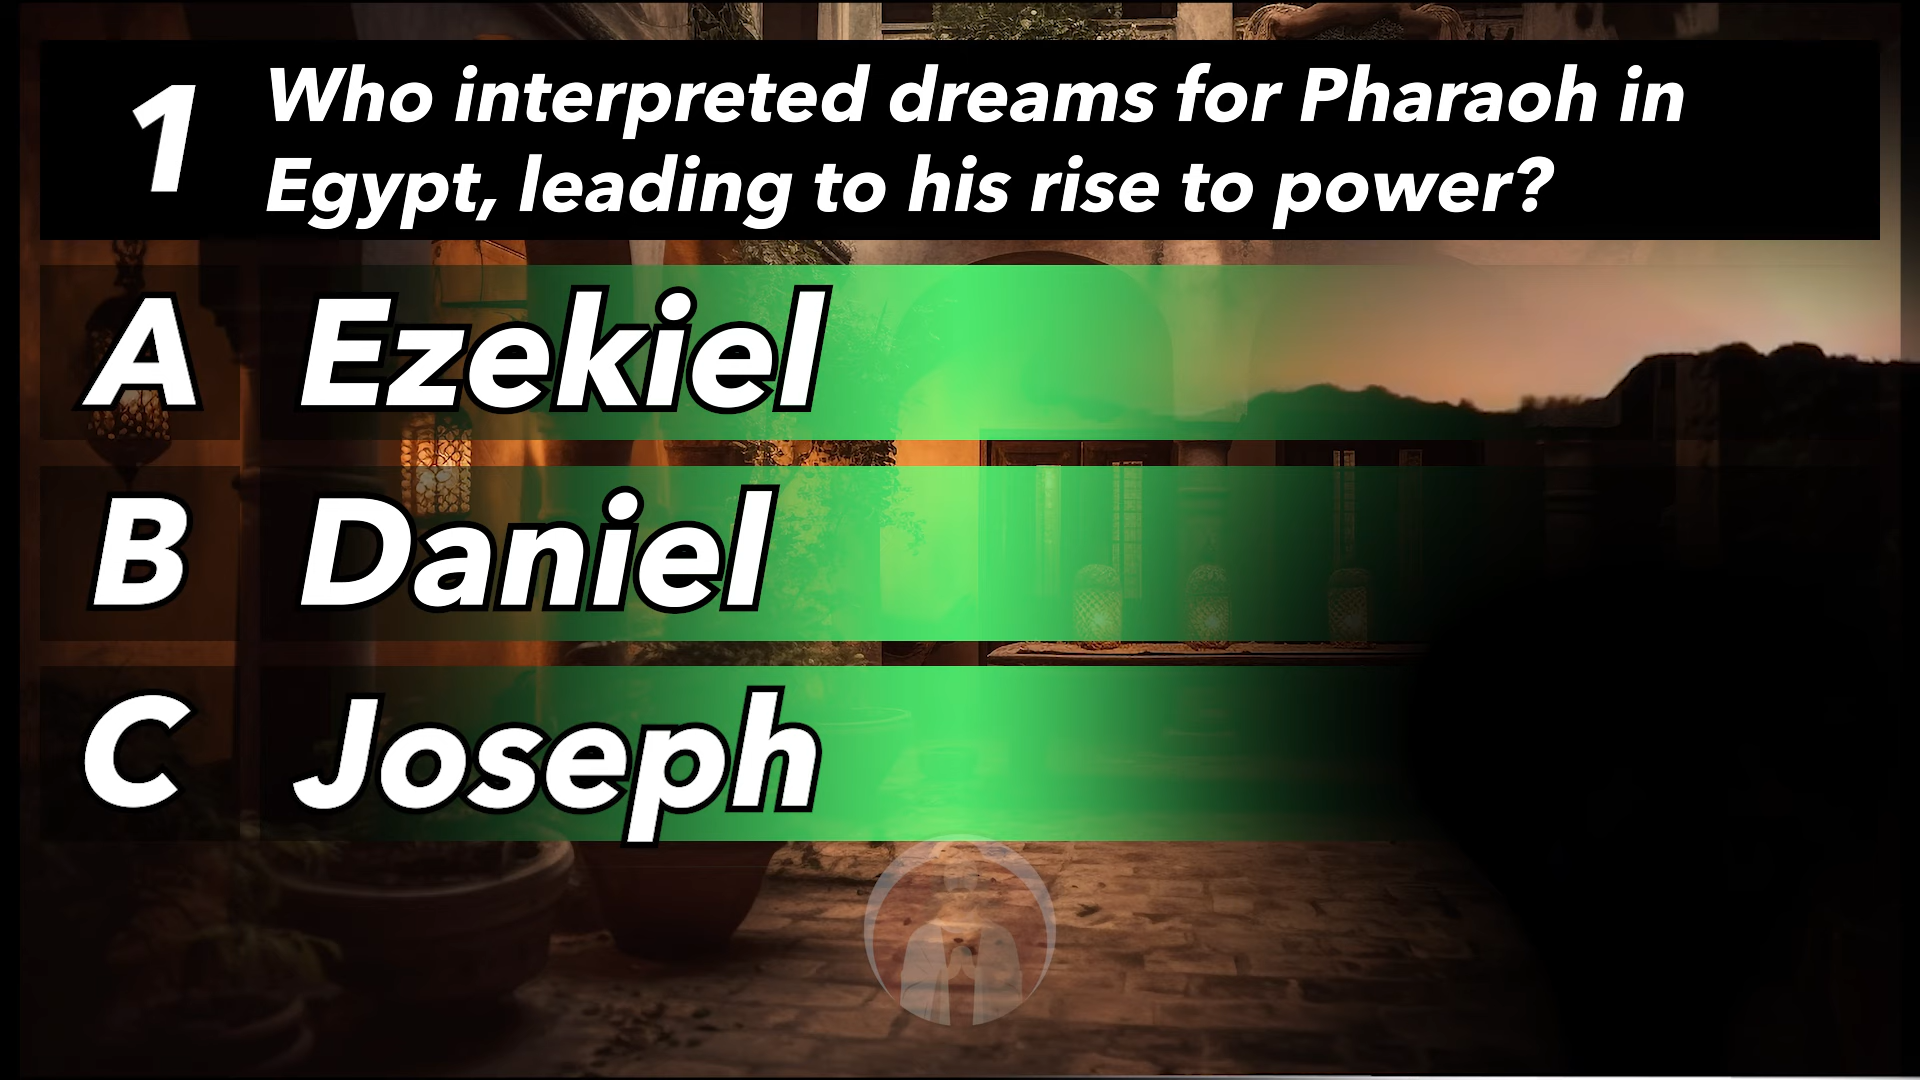 1
Who interpreted dreams for Pharaoh in
Egypt, leading to his rise to power?
A Ezekiel
B Daniel
C Joseph